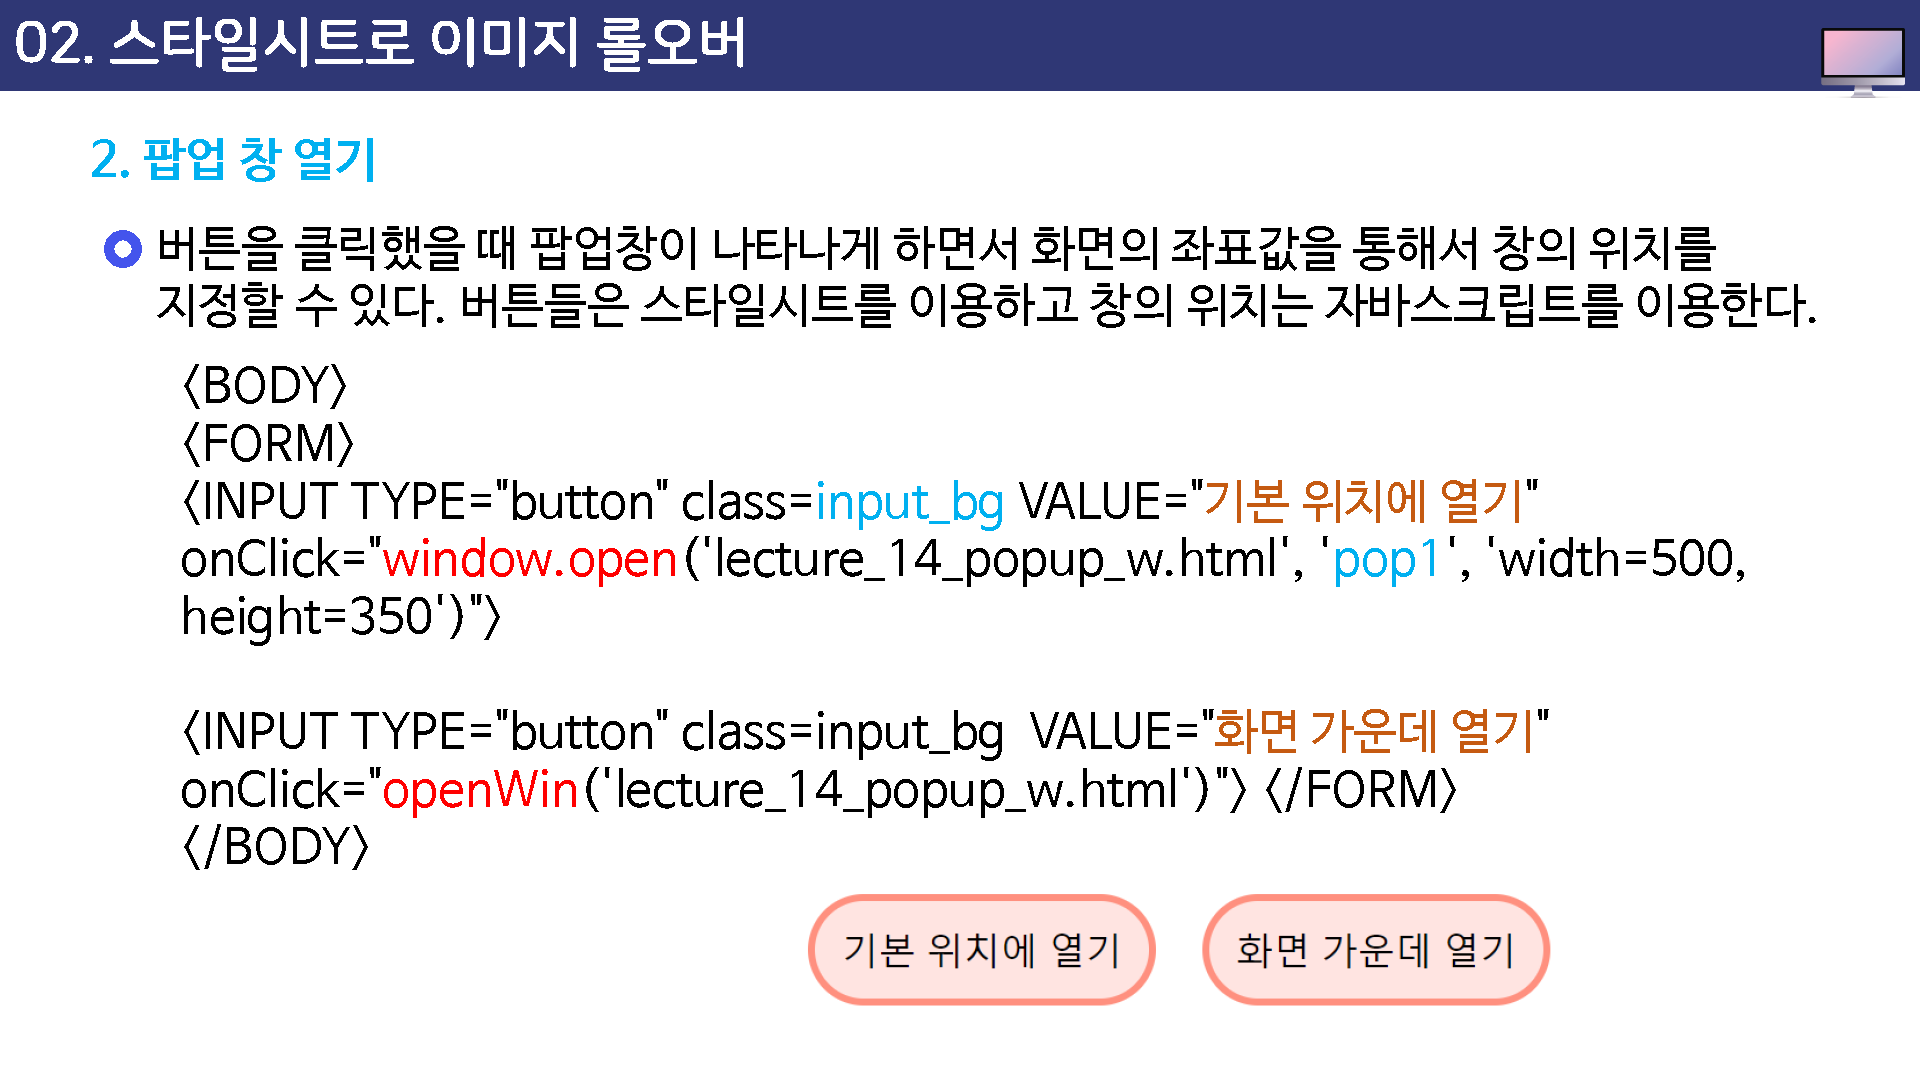 02. 스타일시트로 이미지 롤오버
2. 팝업 창 열기
버튼을 클릭했을 때 팝업창이 나타나게 하면서 화면의 좌표값을 통해서 창의 위치를
지정할 수 있다. 버튼들은 스타일시트를 이용하고 창의 위치는 자바스크립트를 이용한다.
<BODY>
<FORM>
<INPUT TYPE="button" class=input_bg VALUE="기본 위치에 열기"
onClick="window.open('lecture_14_popup_w.html', 'pop1', 'width=500,
height=350')">
<INPUT TYPE="button" class=input_bg  VALUE="화면 가운데 열기"
onClick="openWin('lecture_14_popup_w.html')"> </FORM>
</BODY>
기본 위치에 열기 화면 가운데 열기